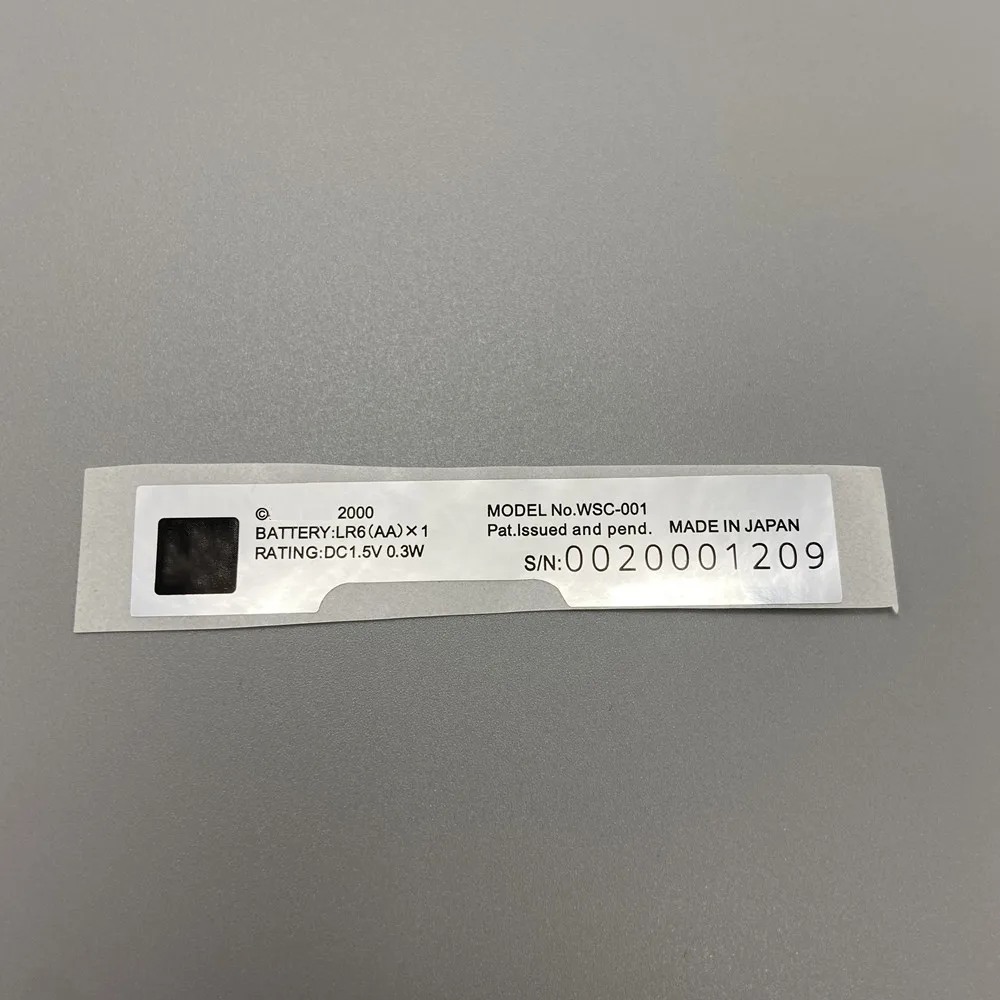 © 2000
BATTERY:LR6(AA)×1
RATING:DC1.5V 0.3W
MODEL No.WSC-001
Pat.Issued and pend. MADE IN JAPAN
S/N:0020001209